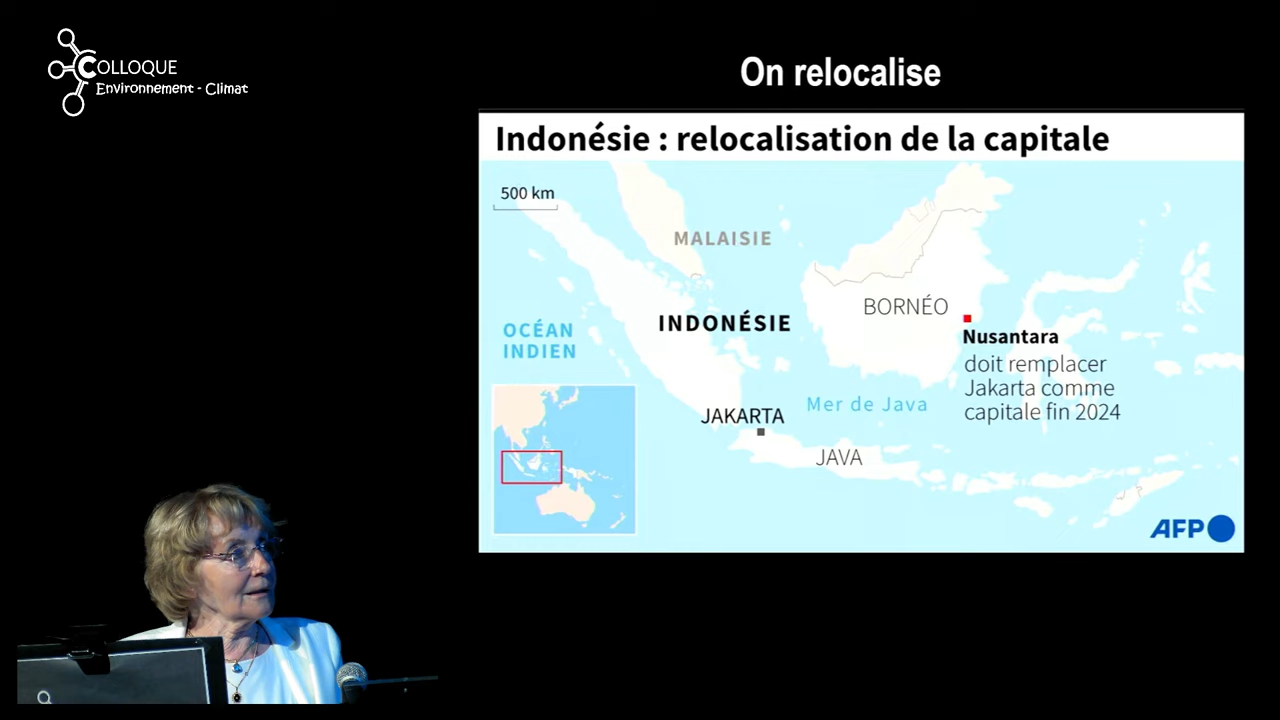 COLLOQUE
Environnement - Climat
On relocalise
Indonésie : relocalisation de la capitale
500 km
MALAISIE
BORNÉO
INDONÉSIE
OCÉAN
INDIEN
Nusantara
doit remplacer
Jakarta comme
capitale fin 2024
JAKARTA
Mer de Java
JAVA
AFP